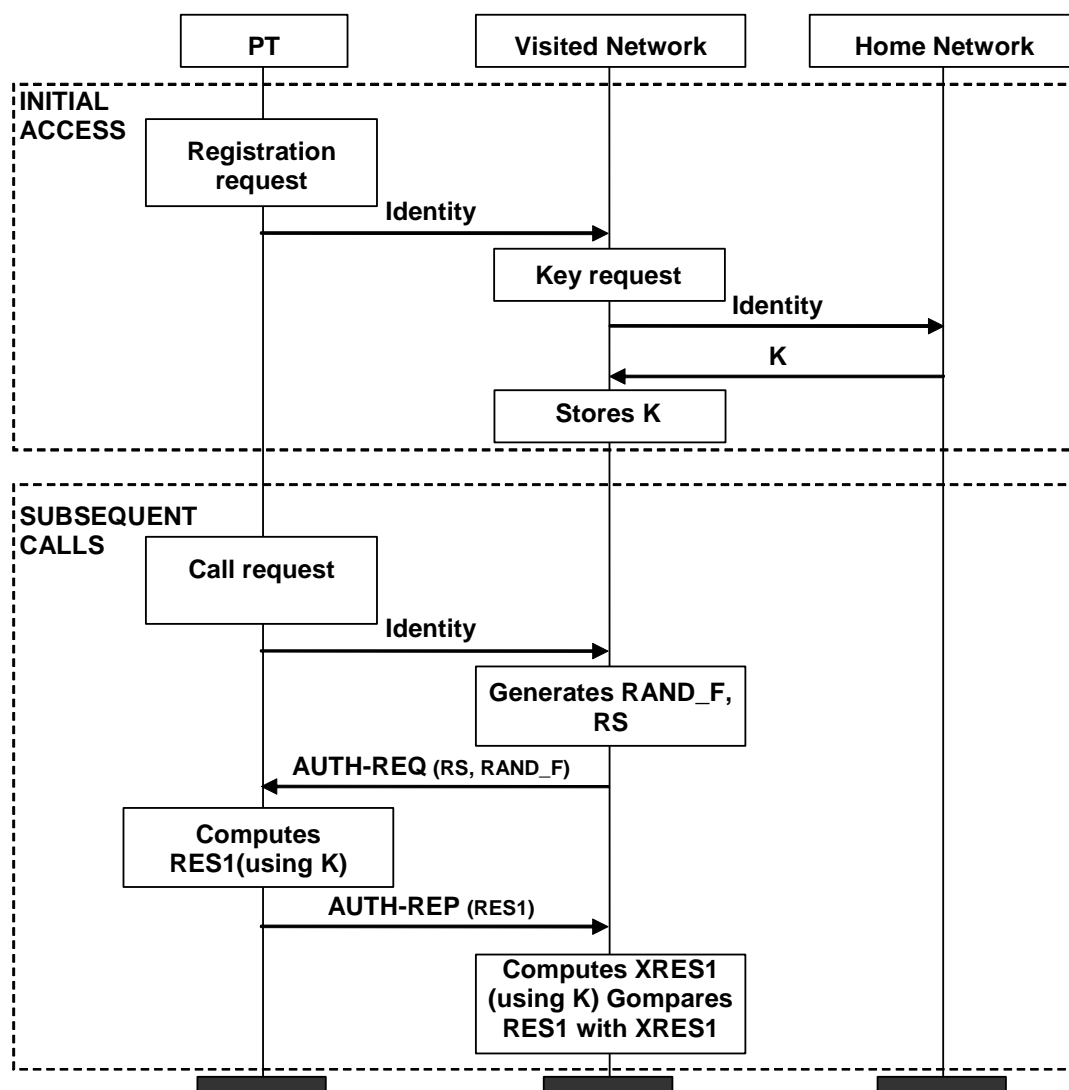 PT
Visited Network
Home Network
INITIAL
ACCESS
Registration
request
Identity
Key request
Identity
K
Stores K
SUBSEQUENT
CALLS
Call request
Identity
Generates RAND_F,
RS
AUTH-REQ (RS, RAND_F)
Computes
RES1(using K)
AUTH-REP (RES1)
Computes XRES1
(using K) Gompares
RES1 with XRES1